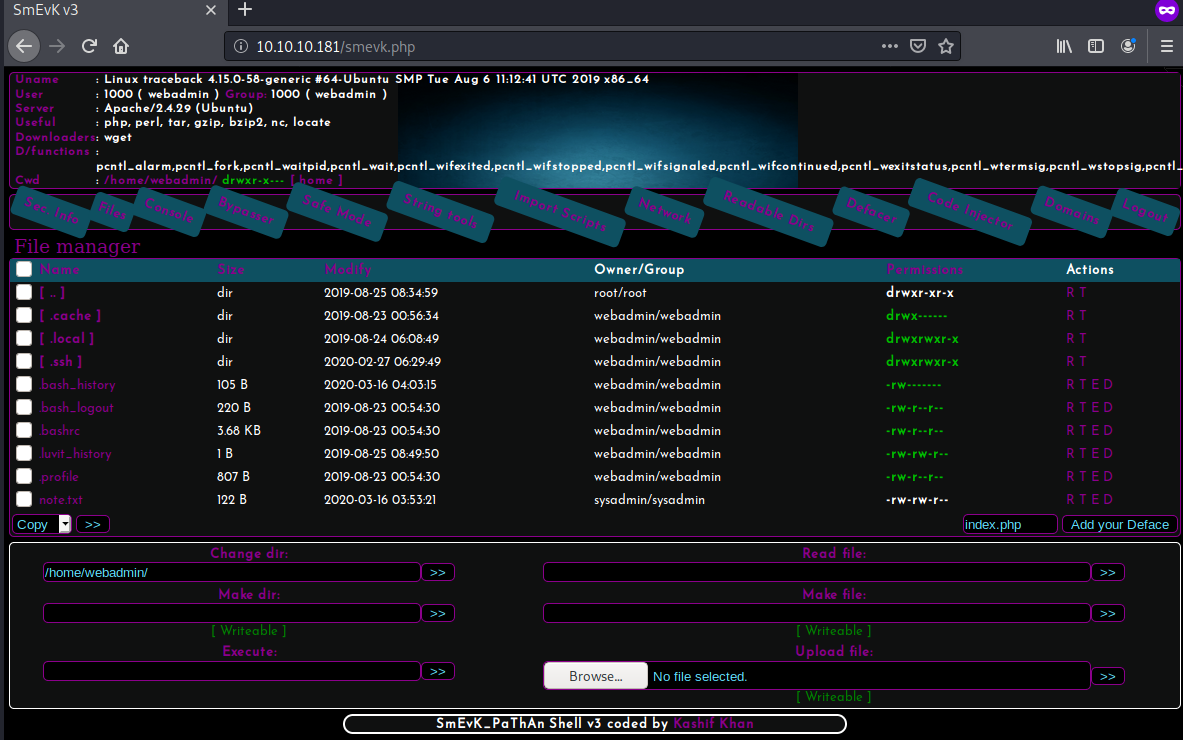 SmEvK v3
10.10.10.181/smevk.php
Uname : Linux traceback 4.15.0-58-generic #64-Ubuntu SMP Tue Aug 6 11:12:41 UTC 2019 x86_64
User : 1000 ( webadmin ) Group: 1000 ( webadmin )
Server : Apache/2.4.29 (Ubuntu)
Useful : php, perl, tar, gzip, bzip2, nc, locate
Downloaders: wget
D/functions :
pcntl_alarm,pcntl_fork,pcntl_waitpid,pcntl_wait,pcntl_wifexited,pcntl_wifstopped,pcntl_wifsignaled,pcntl_wifcontinued,pcntl_wexitstatus,pcntl_wtermsig,pcntl_wstopsig,pcntl_
Cwd : /home/webadmin/ drwxr-x--- [ home ]
Sec. Info Files Console Bypasser Safe Mode String tools Import Scripts Network Readable Dirs Defacer Code Injector Domains Logout
File manager
Name Size Modify Owner/Group Permissions Actions
[ .. ] dir 2019-08-25 08:34:59 root/root drwxr-xr-x R T
[ .cache ] dir 2019-08-23 00:56:34 webadmin/webadmin drwx------ R T
[ .local ] dir 2019-08-24 06:08:49 webadmin/webadmin drwxrwxr-x R T
[ .ssh ] dir 2020-02-27 06:29:49 webadmin/webadmin drwxrwxr-x R T
.bash_history 105 B 2020-03-16 04:03:15 webadmin/webadmin -rw------- R T E D
.bash_logout 220 B 2019-08-23 00:54:30 webadmin/webadmin -rw-r--r-- R T E D
.bashrc 3.68 KB 2019-08-23 00:54:30 webadmin/webadmin -rw-r--r-- R T E D
.luvit_history 1 B 2019-08-25 08:49:50 webadmin/webadmin -rw-rw-r-- R T E D
.profile 807 B 2019-08-23 00:54:30 webadmin/webadmin -rw-r--r-- R T E D
note.txt 122 B 2020-03-16 03:53:21 sysadmin/sysadmin -rw-rw-r-- R T E D
Copy >> index.php Add your Deface
Change dir: Read file:
/home/webadmin/ >> >>
Make dir: Make file:
>> >>
[ Writeable ] [ Writeable ]
Execute: Upload file:
>> Browse... No file selected. >>
[ Writeable ]
SmEvK_PaThAn Shell v3 coded by Kashif Khan